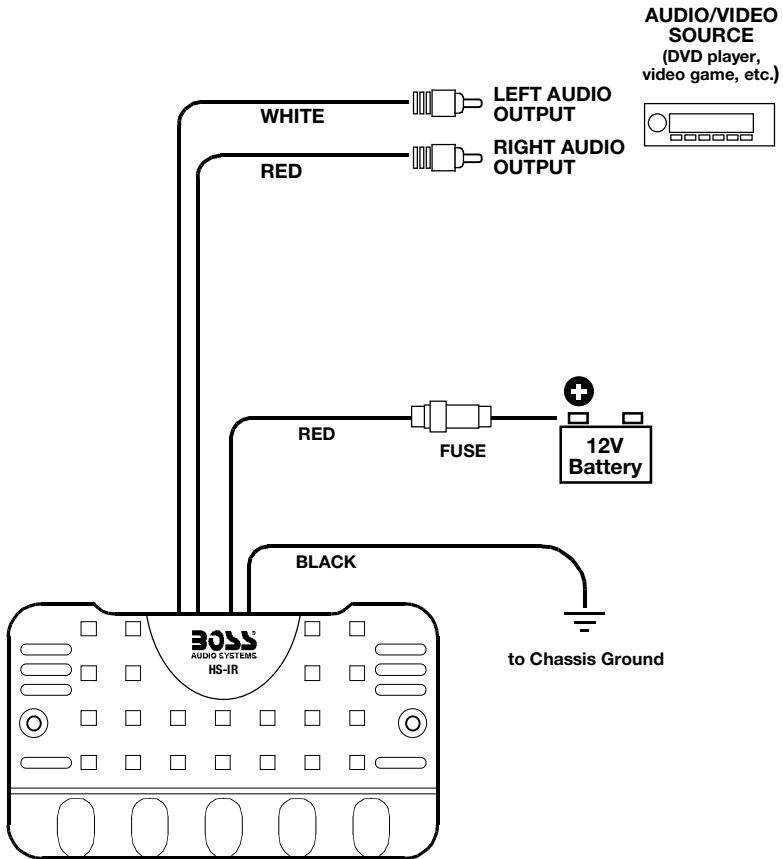 AUDIO/VIDEO
SOURCE
(DVD player,
video game, etc.)
WHITE
LEFT AUDIO
OUTPUT
RED
RIGHT AUDIO
OUTPUT
RED
FUSE
12V
Battery
BLACK
to Chassis Ground
BOSS
AUDIO SYSTEMS
HS-IR